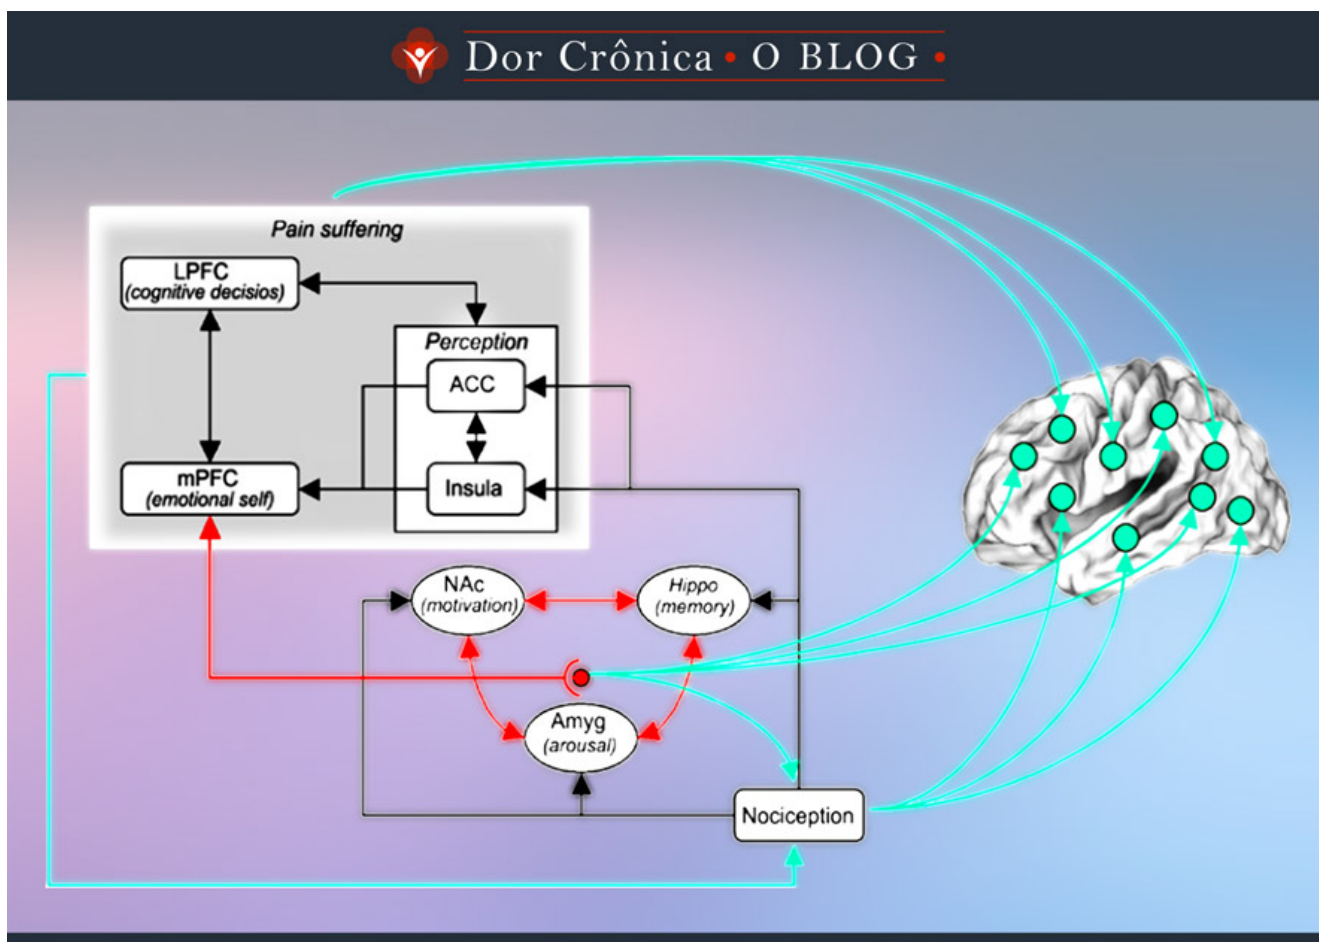 Dor Crônica • O BLOG •
Pain suffering
LPFC
(cognitive decisios)
Perception
ACC
mPFC
(emotional self)
Insula
NAc
(motivation)
Hippo
(memory)
Amyg
(arousal)
Nociception